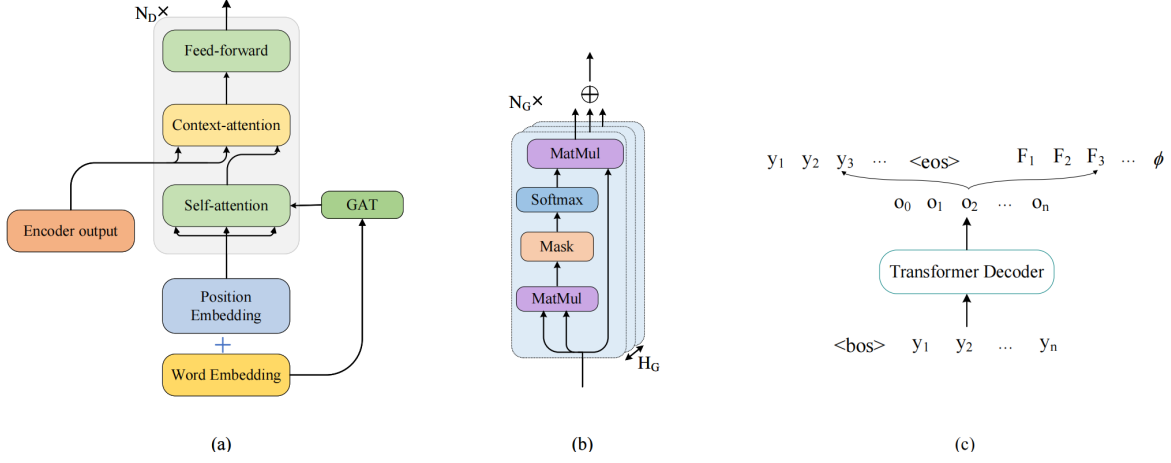 N_D×
Feed-forward
Context-attention
Self-attention
GAT
Encoder output
Position
Embedding
+
Word Embedding
(a)
N_G×
⊕
MatMul
Softmax
Mask
MatMul
H_G
(b)
y₁ y₂ y₃ ... <eos> F₁ F₂ F₃ ... ϕ
o₀ o₁ o₂ ... oₙ
Transformer Decoder
<bos> y₁ y₂ ... yₙ
(c)